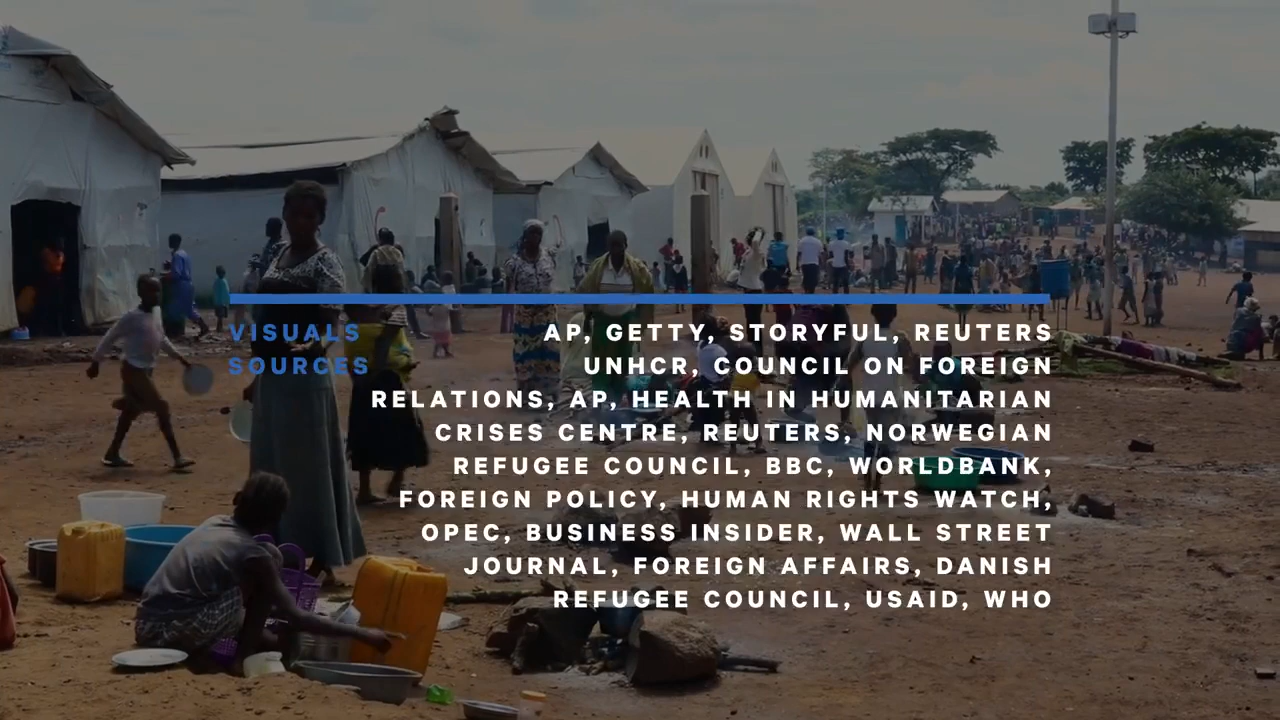 VISUALS AP, GETTY, STORYFUL, REUTERS
SOURCES UNHCR, COUNCIL ON FOREIGN
RELATIONS, AP, HEALTH IN HUMANITARIAN
CRISES CENTRE, REUTERS, NORWEGIAN
REFUGEE COUNCIL, BBC, WORLDBANK,
FOREIGN POLICY, HUMAN RIGHTS WATCH,
OPEC, BUSINESS INSIDER, WALL STREET
JOURNAL, FOREIGN AFFAIRS, DANISH
REFUGEE COUNCIL, USAID, WHO